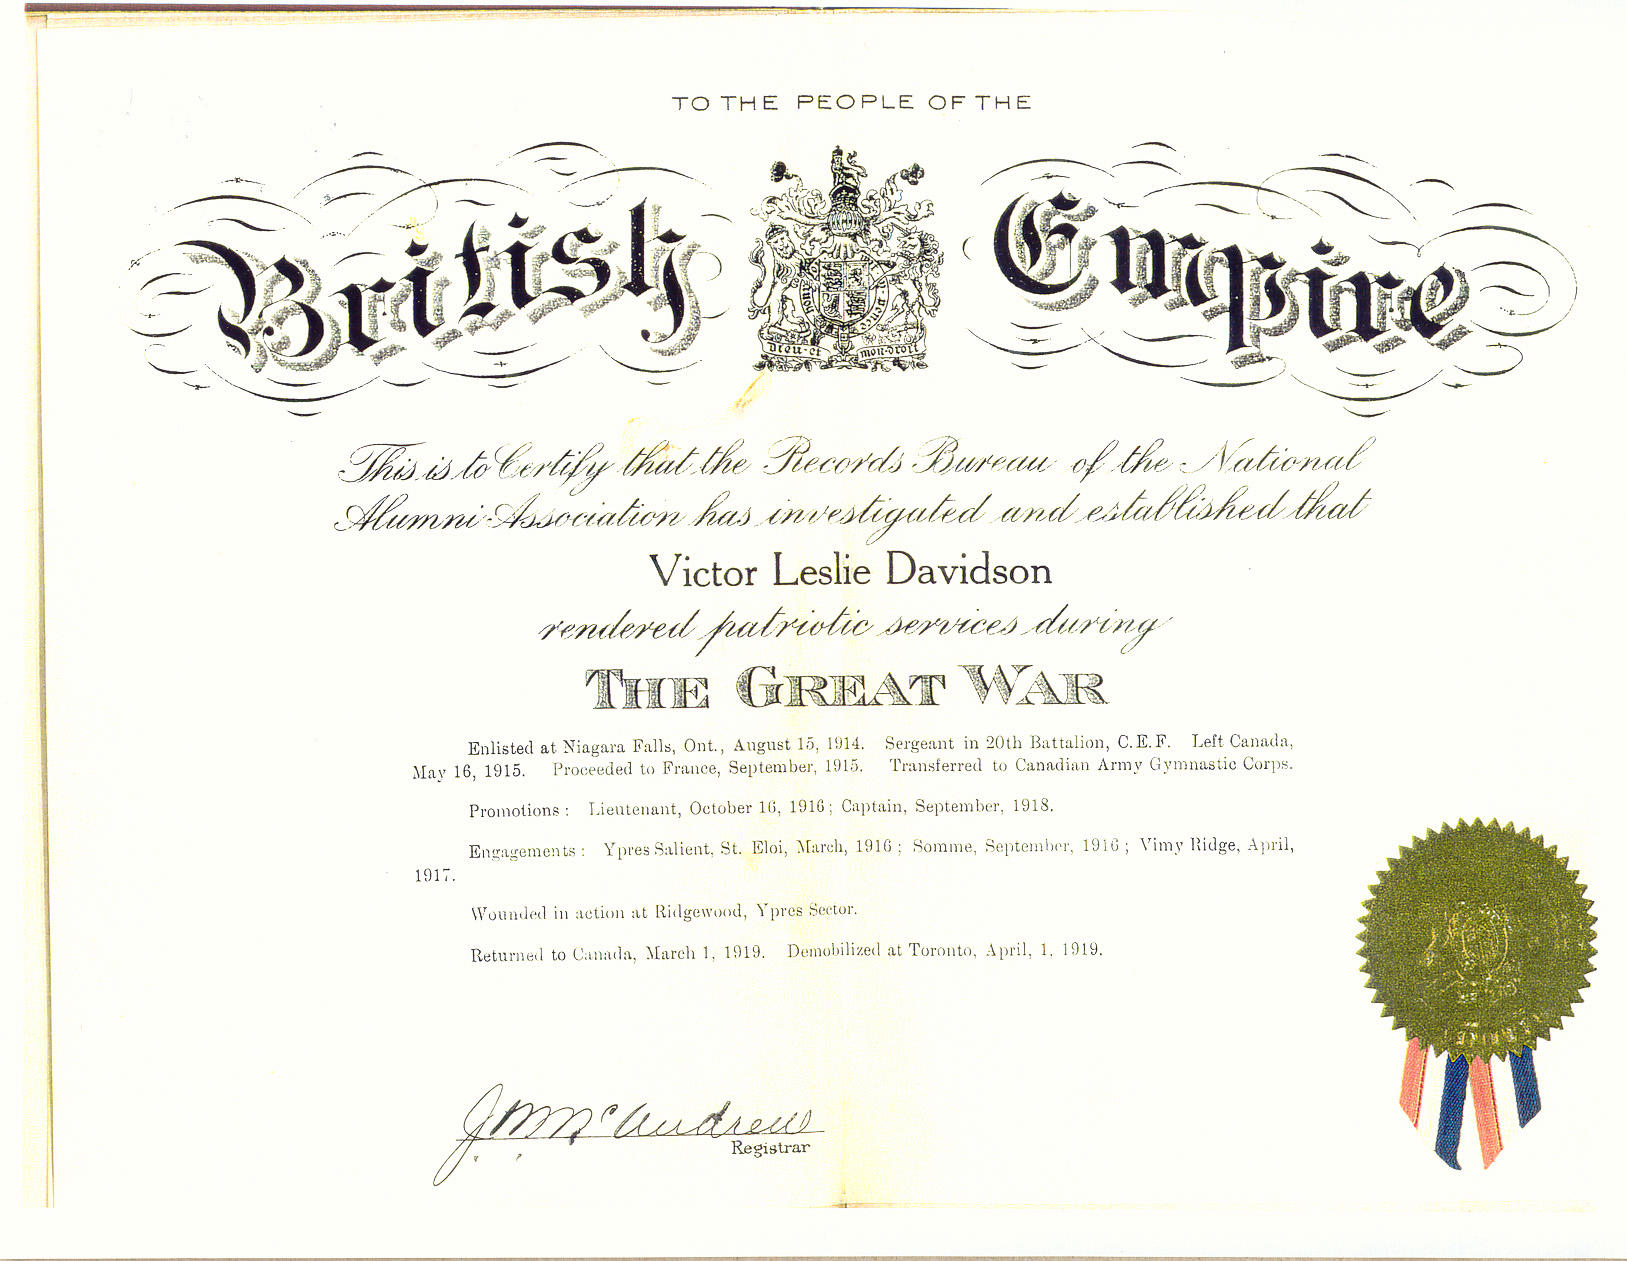 TO THE PEOPLE OF THE
British Empire
Dieu·et mon·droit
This is to Certify that the Records Bureau of the National
Alumni Association has investigated and established that
Victor Leslie Davidson
rendered patriotic services during
THE GREAT WAR
Enlisted at Niagara Falls, Ont., August 15, 1914. Sergeant in 20th Battalion, C.E.F. Left Canada,
May 16, 1915. Proceeded to France, September, 1915. Transferred to Canadian Army Gymnastic Corps.
Promotions: Lieutenant, October 16, 1916; Captain, September, 1918.
Engagements: Ypres Salient, St. Eloi, March, 1916; Somme, September, 1916; Vimy Ridge, April,
1917.
Wounded in action at Ridgewood, Ypres Sector.
Returned to Canada, March 1, 1919. Demobilized at Toronto, April, 1, 1919.
McAndrew
Registrar